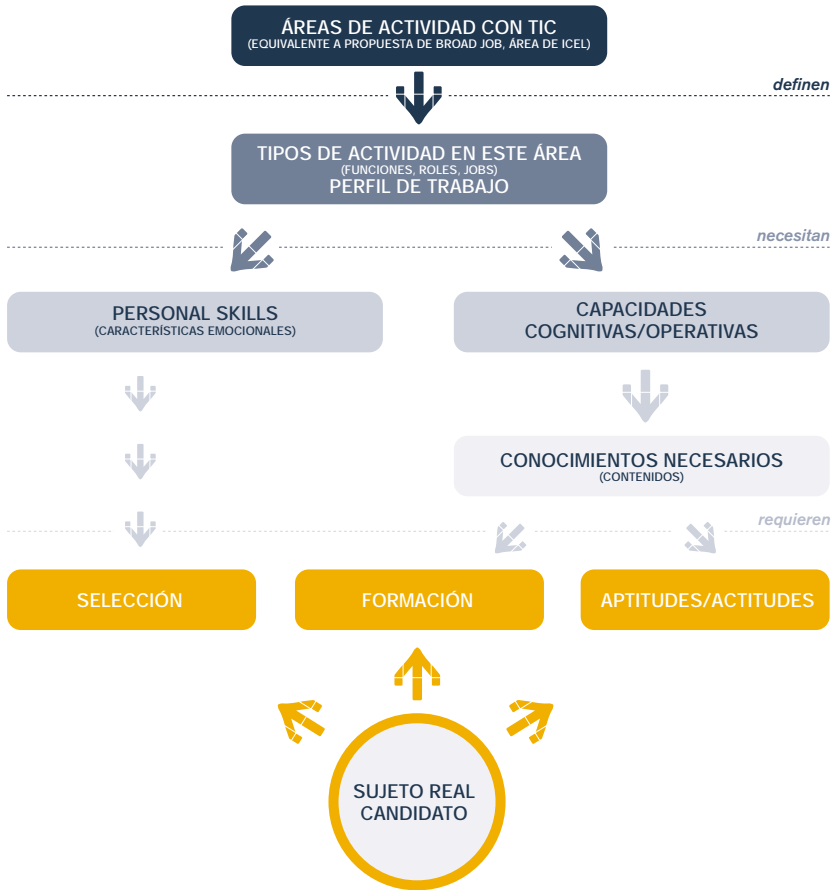 ÁREAS DE ACTIVIDAD CON TIC
(EQUIVALENTE A PROPUESTA DE BROAD JOB, ÁREA DE ICEL)
definen
TIPOS DE ACTIVIDAD EN ESTE ÁREA
(FUNCIONES, ROLES, JOBS)
PERFIL DE TRABAJO
necesitan
PERSONAL SKILLS
(CARACTERÍSTICAS EMOCIONALES)
CAPACIDADES
COGNITIVAS/OPERATIVAS
CONOCIMIENTOS NECESARIOS
(CONTENIDOS)
requieren
SELECCIÓN
FORMACIÓN
APTITUDES/ACTITUDES
SUJETO REAL
CANDIDATO